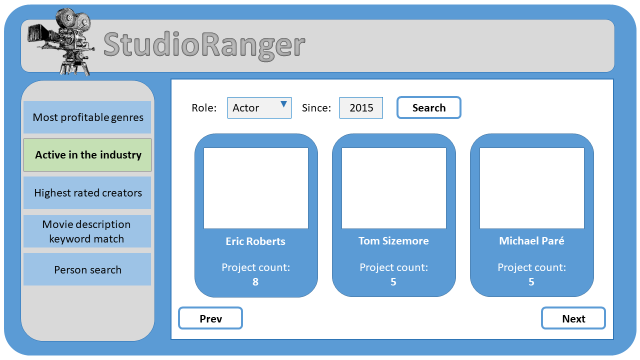 StudioRanger
Most profitable genres
Active in the industry
Highest rated creators
Movie description
keyword match
Person search
Role: Actor Since: 2015 Search
Eric Roberts
Project count:
8
Tom Sizemore
Project count:
5
Michael Paré
Project count:
5
Prev
Next